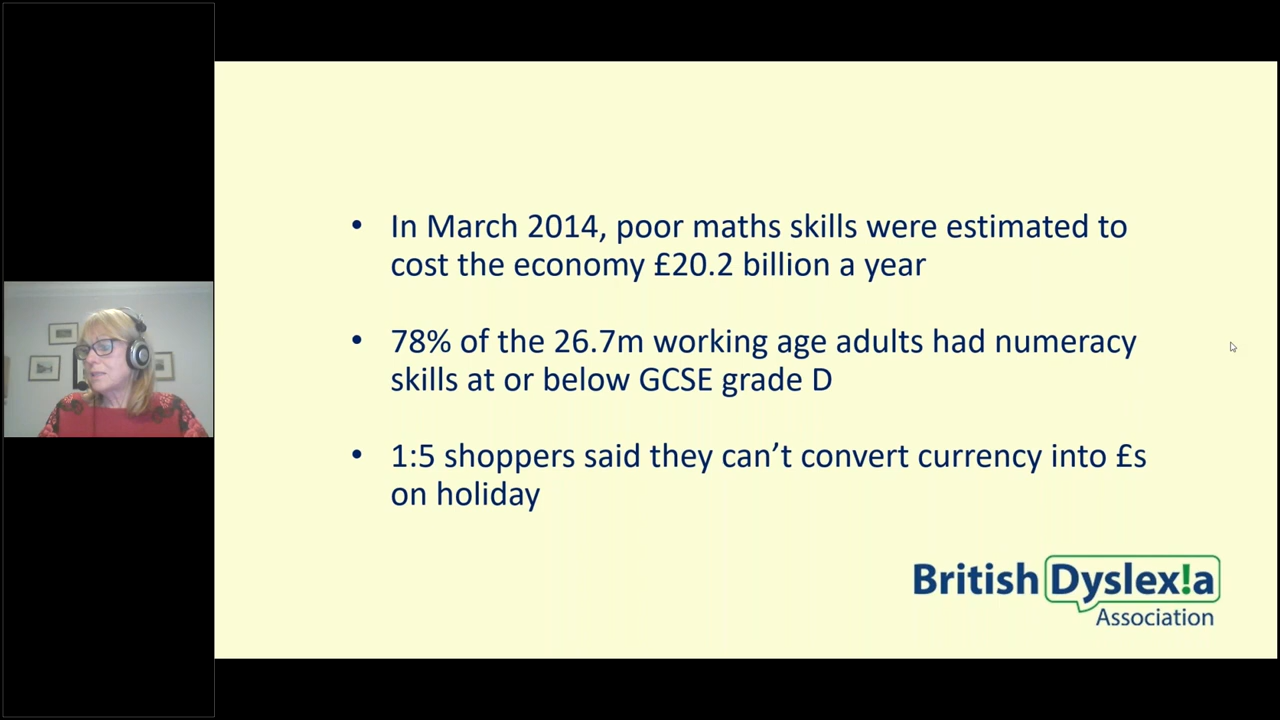 • In March 2014, poor maths skills were estimated to
cost the economy £20.2 billion a year
• 78% of the 26.7m working age adults had numeracy
skills at or below GCSE grade D
• 1:5 shoppers said they can’t convert currency into £s
on holiday
British Dyslex!a
Association